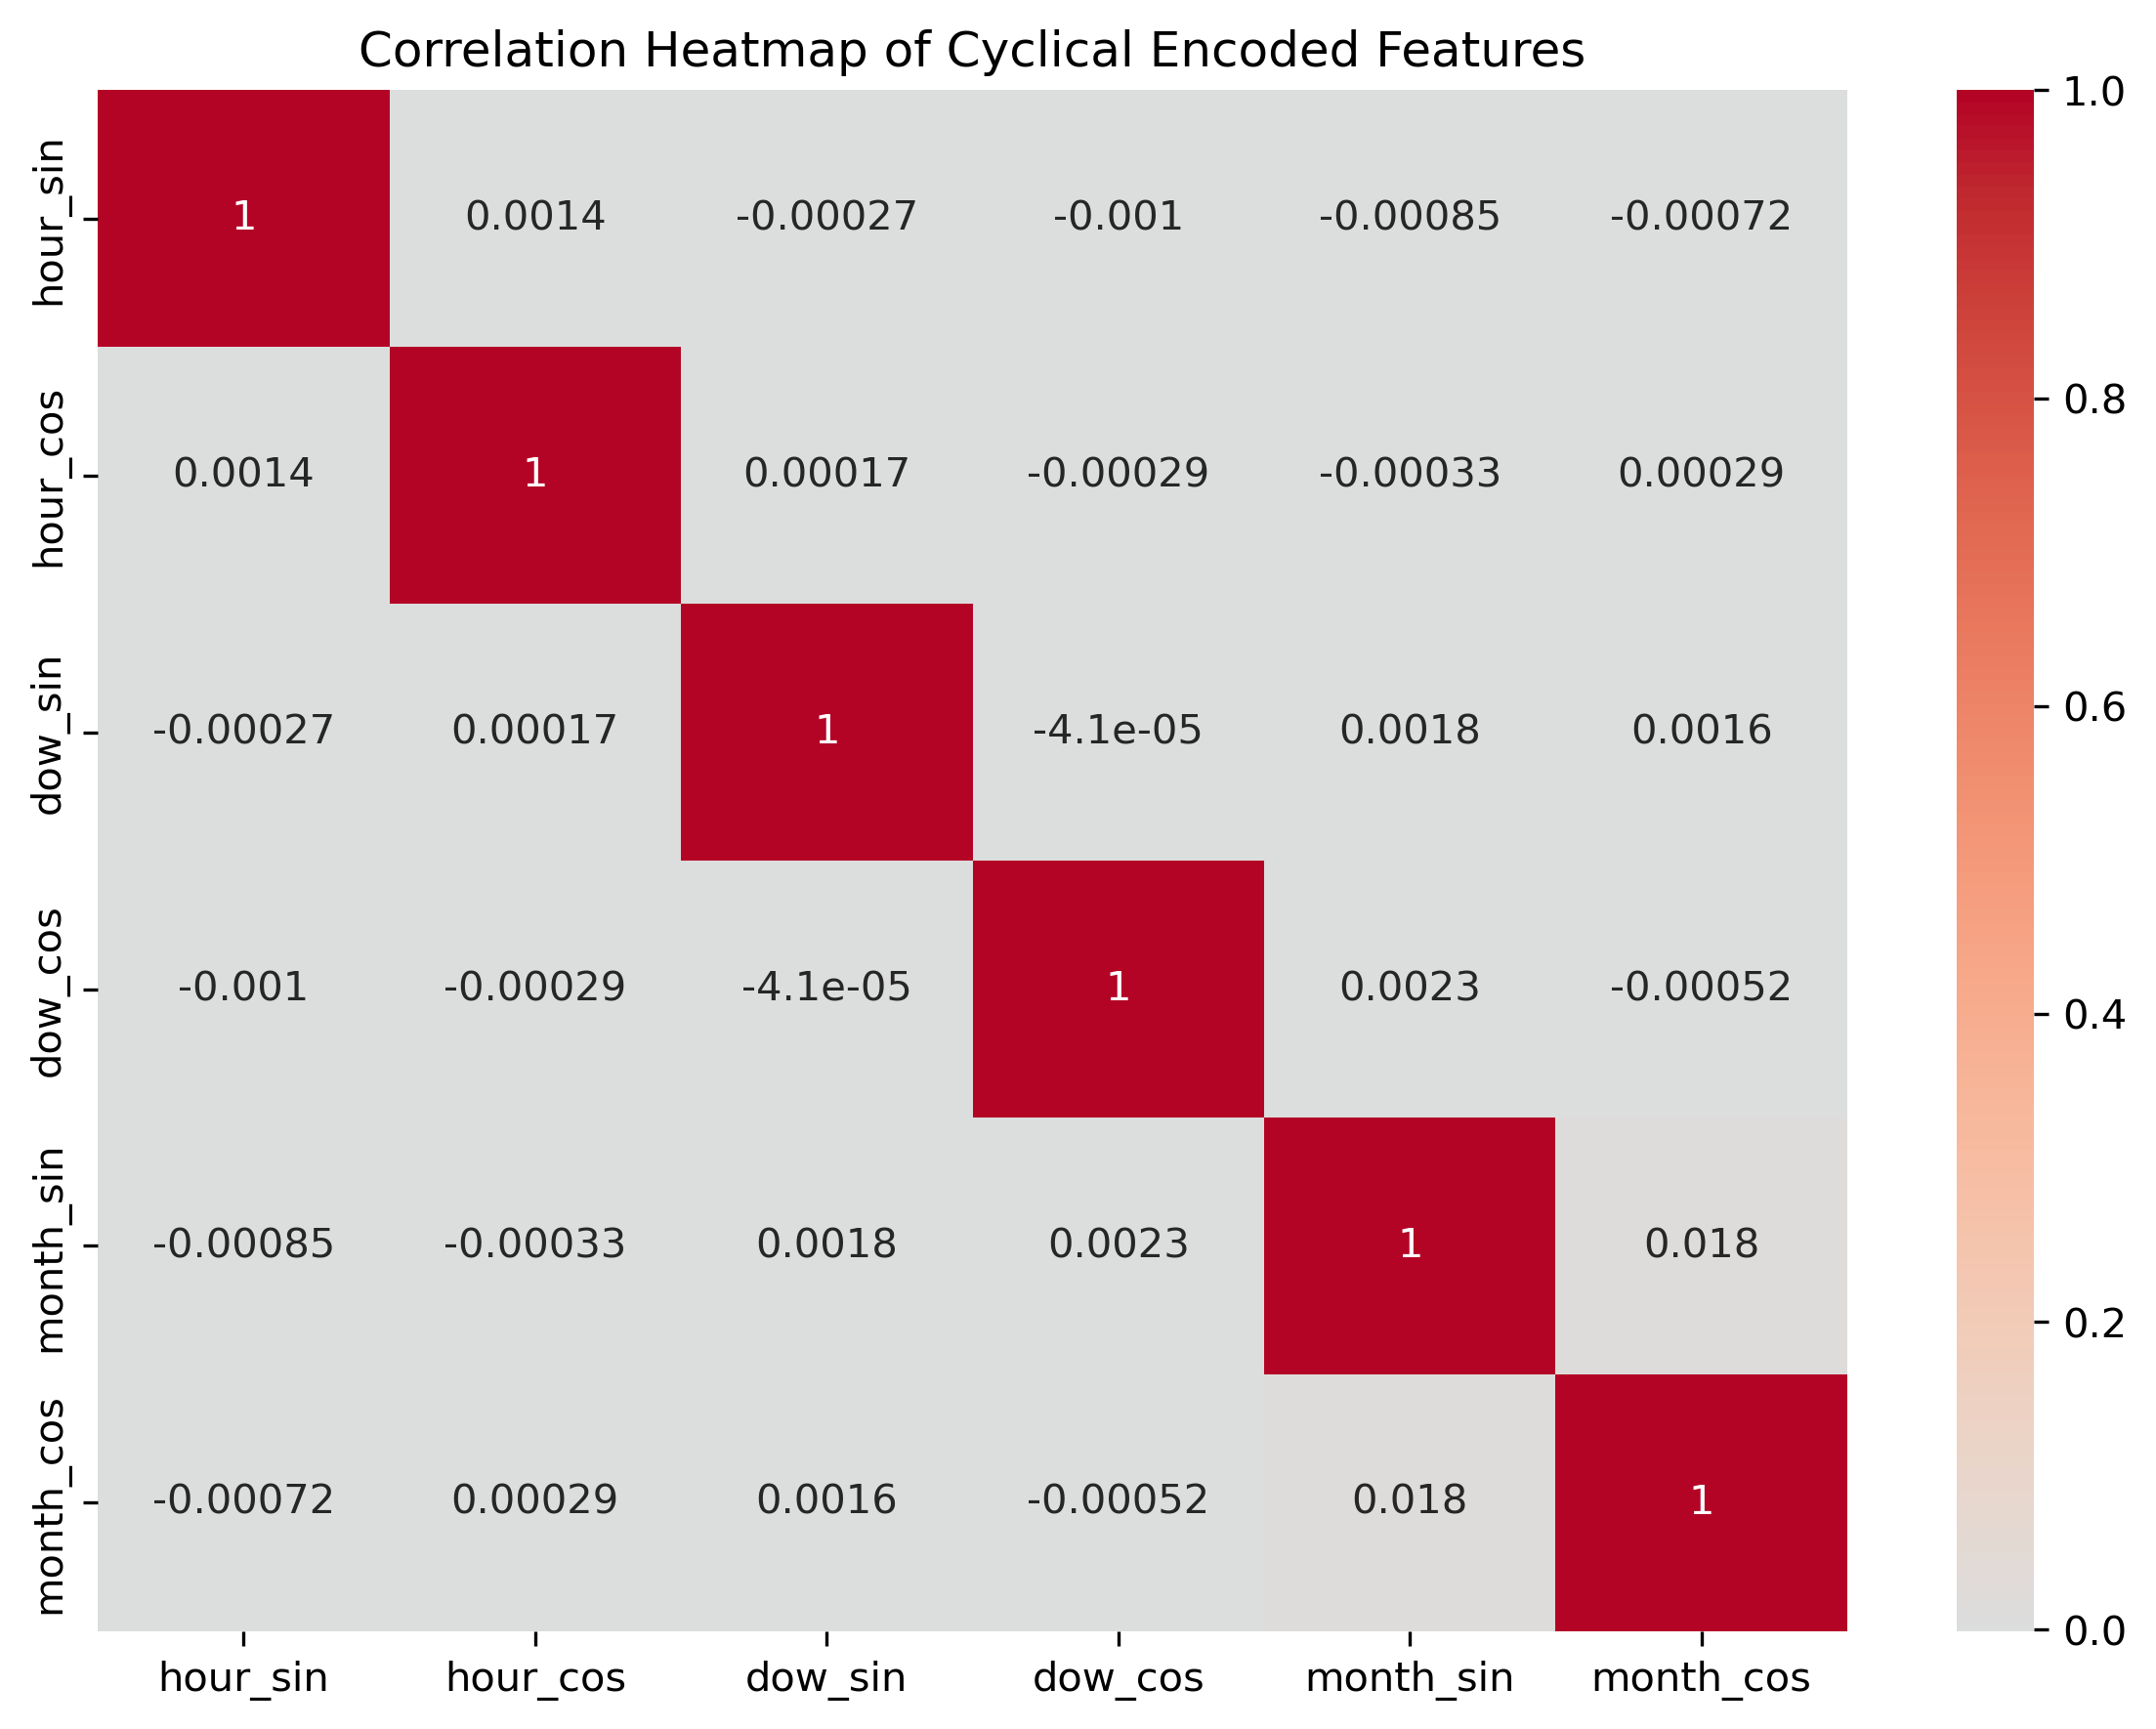 Correlation Heatmap of Cyclical Encoded Features
hour_sin
1 0.0014 -0.00027 -0.001 -0.00085 -0.00072
hour_cos
0.0014 1 0.00017 -0.00029 -0.00033 0.00029
dow_sin
-0.00027 0.00017 1 -4.1e-05 0.0018 0.0016
dow_cos
-0.001 -0.00029 -4.1e-05 1 0.0023 -0.00052
month_sin
-0.00085 -0.00033 0.0018 0.0023 1 0.018
month_cos
-0.00072 0.00029 0.0016 -0.00052 0.018 1
hour_sin hour_cos dow_sin dow_cos month_sin month_cos
1.0
0.8
0.6
0.4
0.2
0.0